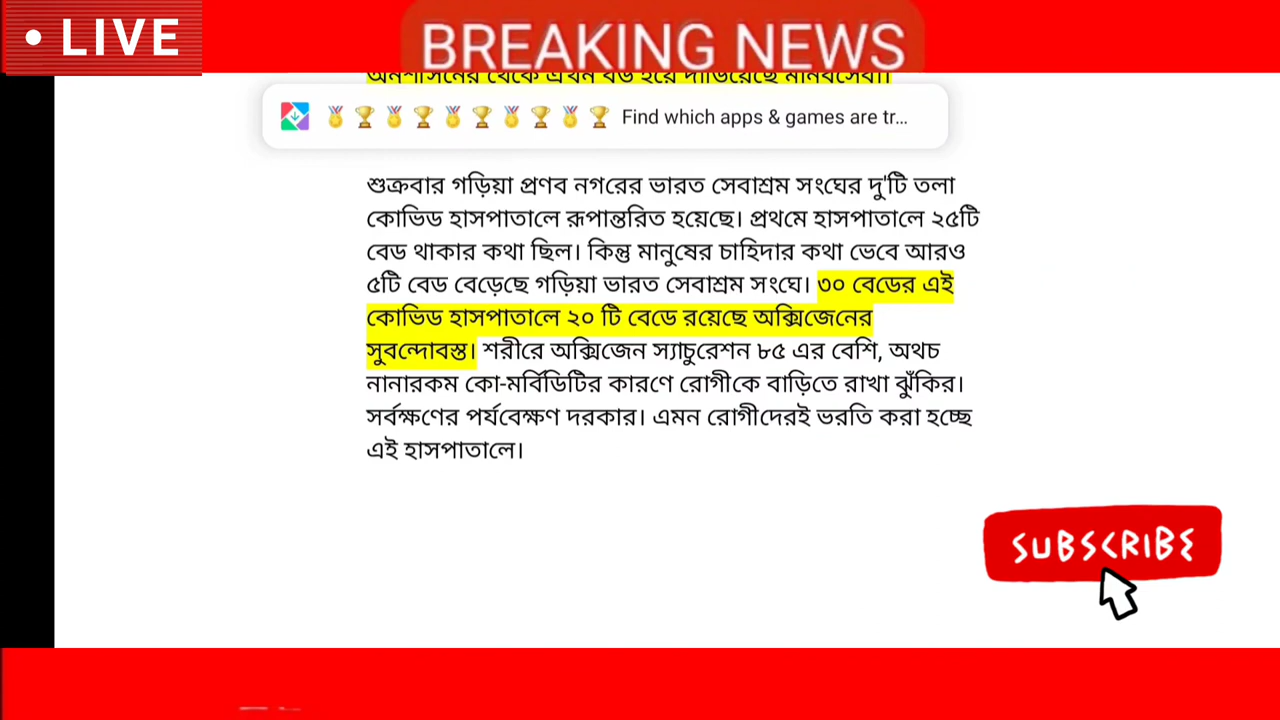 LIVE
BREAKING NEWS
Find which apps & games are tr...
শুক্রবার গড়িয়া প্রণব নগরের ভারত সেবাশ্রম সংঘের দু'টি তলা
কোভিড হাসপাতালে রূপান্তরিত হয়েছে। প্রথমে হাসপাতালে ২৫টি
বেড থাকার কথা ছিল। কিন্তু মানুষের চাহিদার কথা ভেবে আরও
৫টি বেড বেড়েছে গড়িয়া ভারত সেবাশ্রম সংঘে। ৩০ বেডের এই
কোভিড হাসপাতালে ২০ টি বেডে রয়েছে অক্সিজেনের
সুবন্দোবস্ত। শরীরে অক্সিজেন স্যাচুরেশন ৮৫ এর বেশি, অথচ
নানারকম কো-মর্বিডিটির কারণে রোগীকে বাড়িতে রাখা ঝুঁকির।
সর্বক্ষণের পর্যবেক্ষণ দরকার। এমন রোগীদেরই ভরতি করা হচ্ছে
এই হাসপাতালে।
SUBSCRIBE